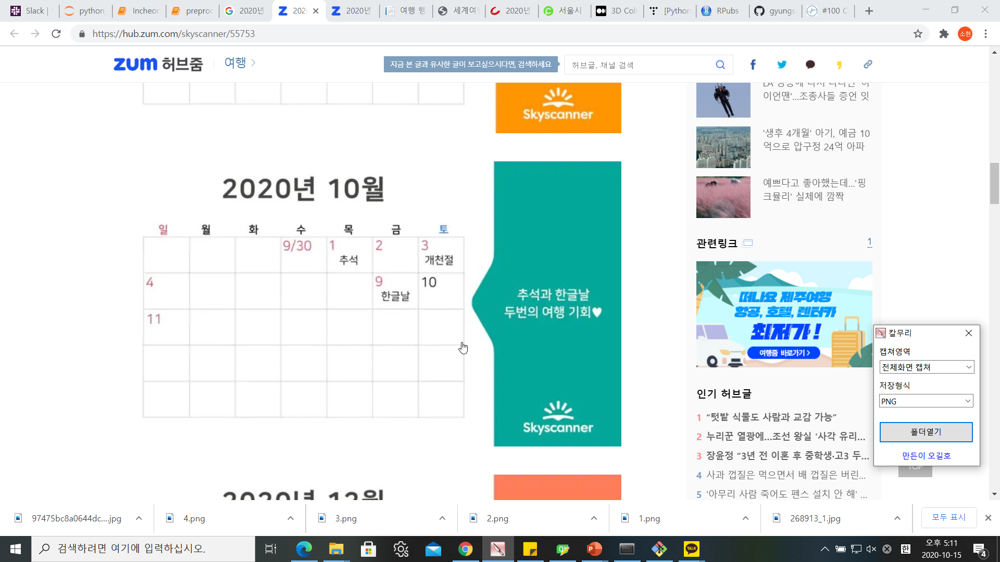 Slack |
python_
incheon
preproc
2020년
202
2020년
여행 행
세계여행
2020년
서울시
3D Colu
[Python
RPubs
gyungs
#100 C
https://hub.zum.com/skyscanner/55753
소현
zum 허브줌
여행
지금 본 글과 유사한 글이 보고싶으시다면, 검색하세요
허브글, 채널 검색
Skyscanner
이언맨'...조종사들 증언 잇
'생후 4개월' 아기, 예금 10
억으로 압구정 24억 아파
예쁘다고 좋아했는데...'핑
크뮬리' 실체에 깜짝
2020년 10월
일 월 화 수 목 금 토
9/30 1 2 3
추석 개천절
4 9 10
한글날
11
추석과 한글날
두번의 여행 기회♥
Skyscanner
관련링크
1
떠나요 제주여행
항공, 호텔, 렌터카
최저가!
여행줌 바로가기 >
인기 허브글
1 “텃밭 식물도 사람과 교감 가능”
2 누리꾼 열광에...조선 왕실 '사각 유리...
3 장윤정 “3년 전 이혼 후 중학생·고3 두...
4 사과 껍질은 먹으면서 배 껍질은 버린...
5 '아무리 사람 죽어도 펜스 설치 안 해' ...
칼무리
캡쳐영역
전체화면 캡쳐
저장형식
PNG
폴더열기
만든이 오길호
TOP
2020년 12월
97475bc8a0644dc....jpg
4.png
3.png
2.png
1.png
268913_1.jpg
모두 표시
검색하려면 여기에 입력하십시오.
TALK
한
오후 5:11
2020-10-15
4